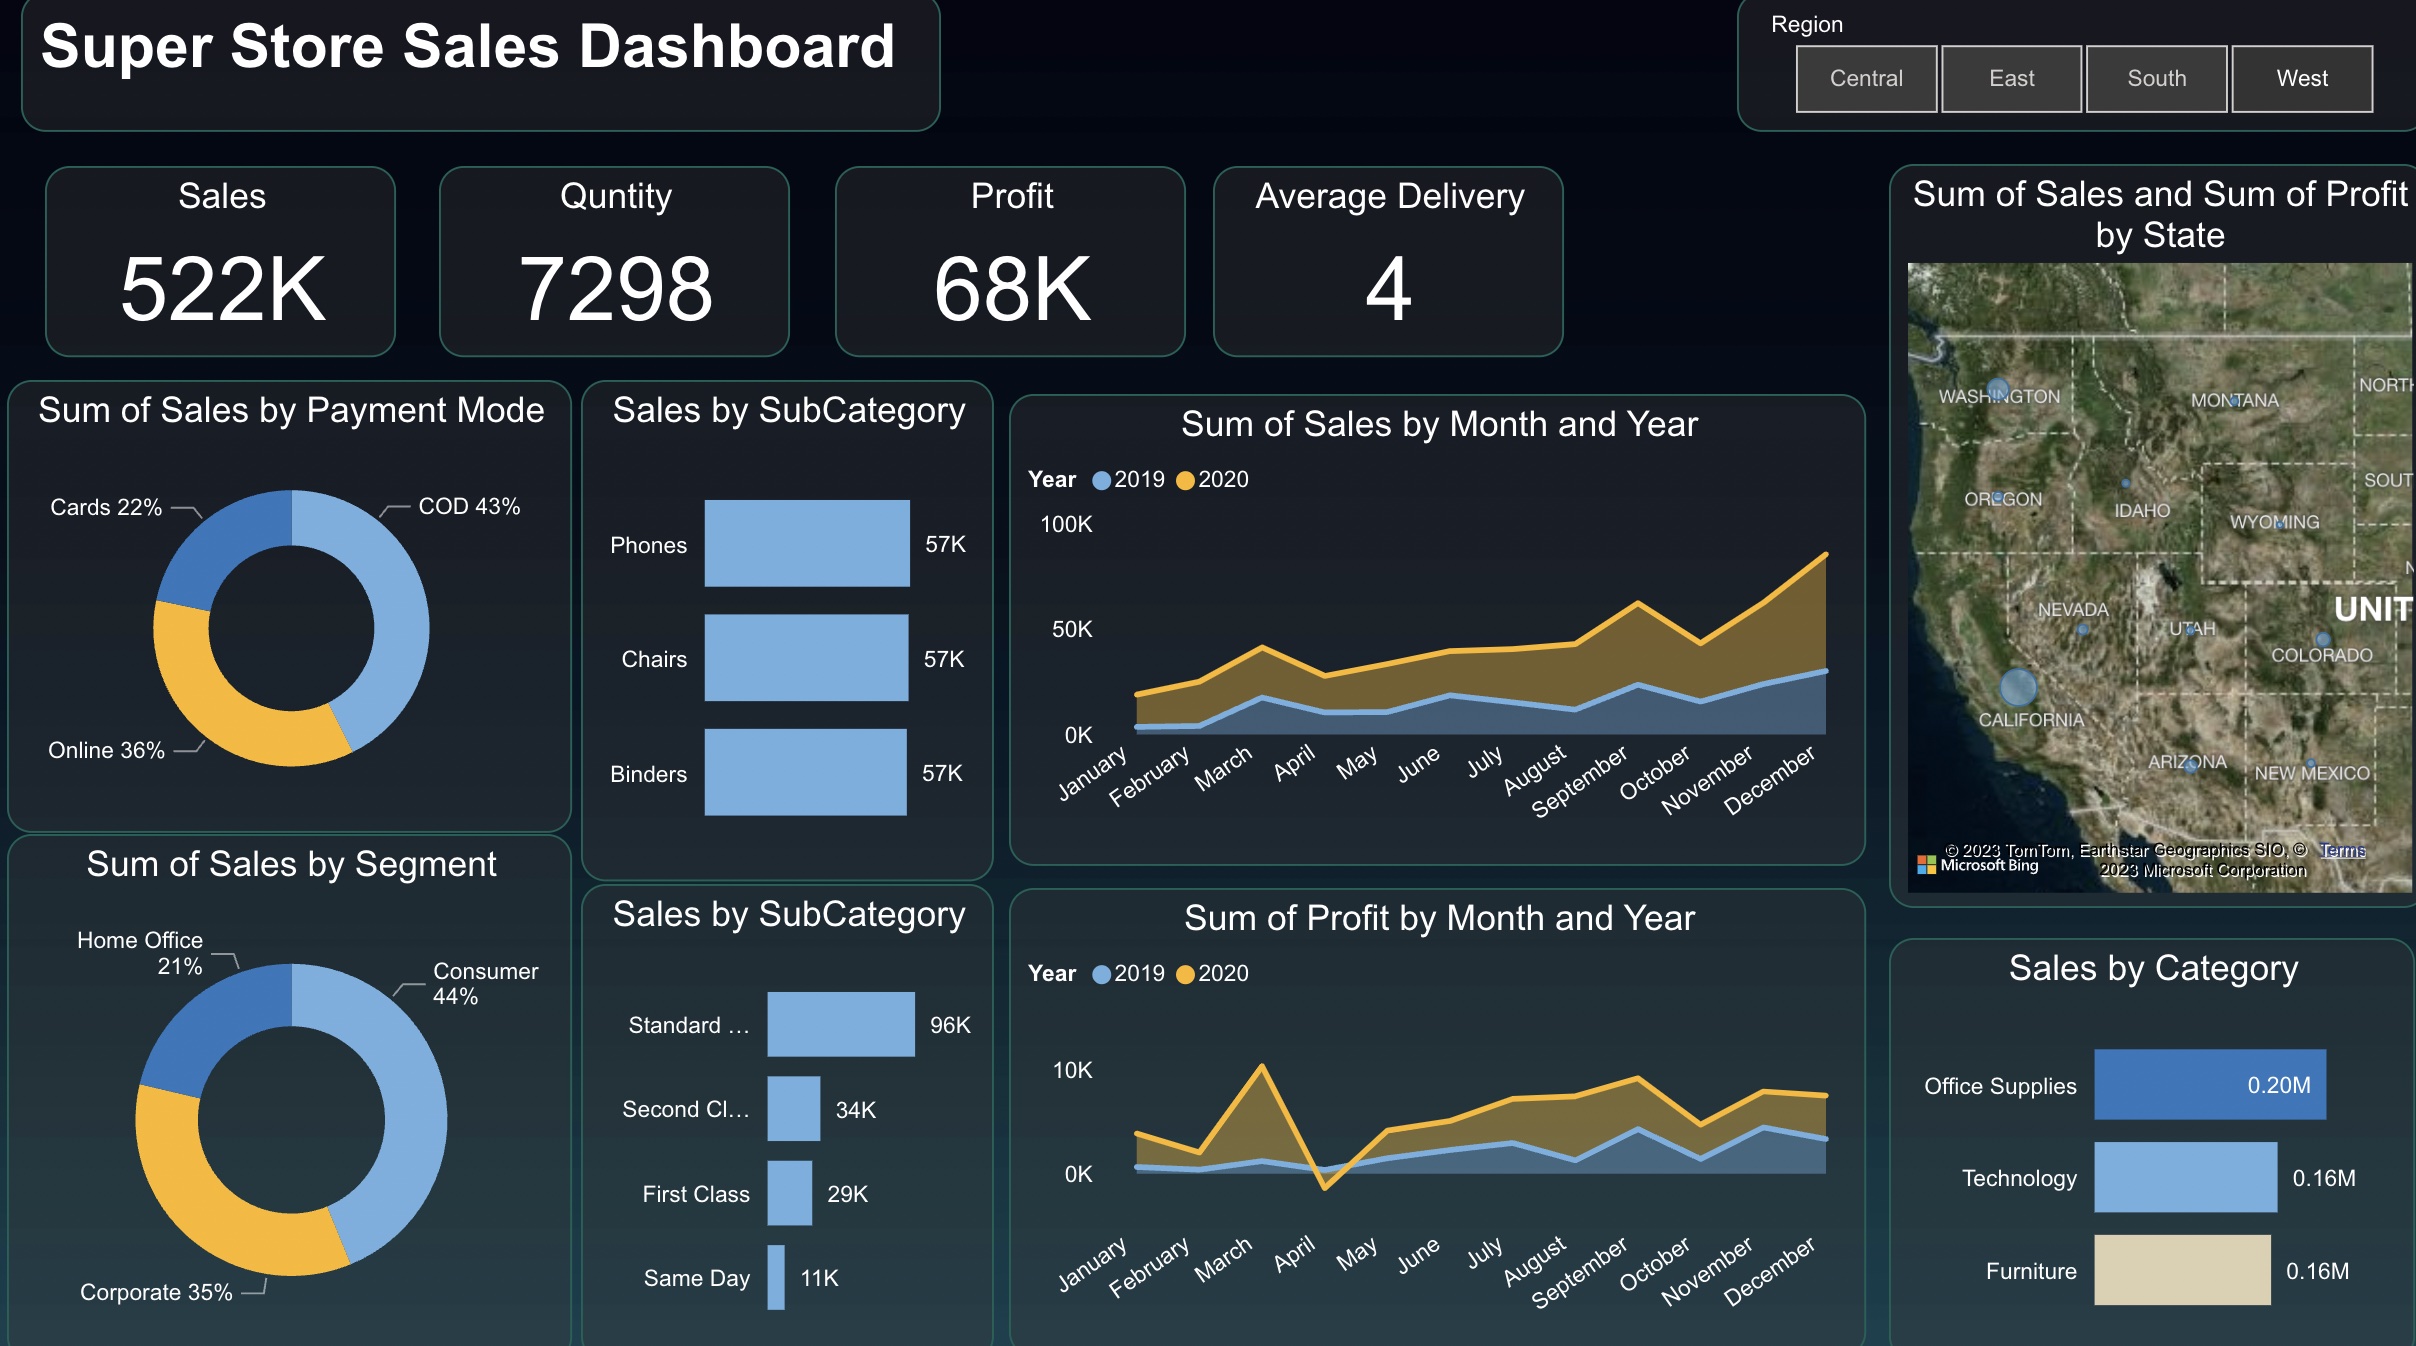 Super Store Sales Dashboard
Region
Central
East
South
West
Sales
522K
Quntity
7298
Profit
68K
Average Delivery
4
Sum of Sales and Sum of Profit
by State
WASHINGTON
MONTANA
NORTH
OREGON
IDAHO
SOUT
WYOMING
N
NEVADA
UTAH
UNIT
COLORADO
CALIFORNIA
ARIZONA
NEW MEXICO
© 2023 TomTom, Earthstar Geographics SIO, ©
2023 Microsoft Corporation
Terms
Microsoft Bing
Sum of Sales by Payment Mode
Cards 22%
COD 43%
Online 36%
Sales by SubCategory
Phones
57K
Chairs
57K
Binders
57K
Sum of Sales by Month and Year
Year
2019
2020
100K
50K
0K
January
February
March
April
May
June
July
August
September
October
November
December
Sum of Sales by Segment
Home Office
21%
Consumer
44%
Corporate 35%
Sales by SubCategory
Standard ...
96K
Second Cl...
34K
First Class
29K
Same Day
11K
Sum of Profit by Month and Year
Year
2019
2020
10K
0K
January
February
March
April
May
June
July
August
September
October
November
December
Sales by Category
Office Supplies
0.20M
Technology
0.16M
Furniture
0.16M